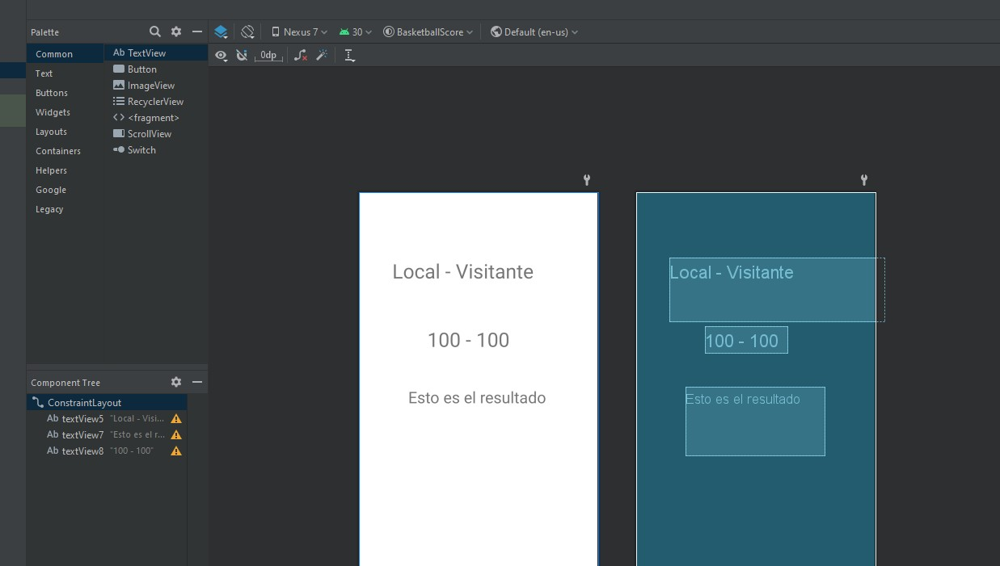 Palette
Nexus 7
30
BasketballScore
Default (en-us)
0dp
Common
Text
Buttons
Widgets
Layouts
Containers
Helpers
Google
Legacy
Ab TextView
Button
ImageView
RecyclerView
<fragment>
ScrollView
Switch
Local - Visitante
100 - 100
Esto es el resultado
Local - Visitante
100 - 100
Esto es el resultado
Component Tree
ConstraintLayout
Ab textView5 "Local - Visi...
Ab textView7 "Esto es el r...
Ab textView8 "100 - 100"